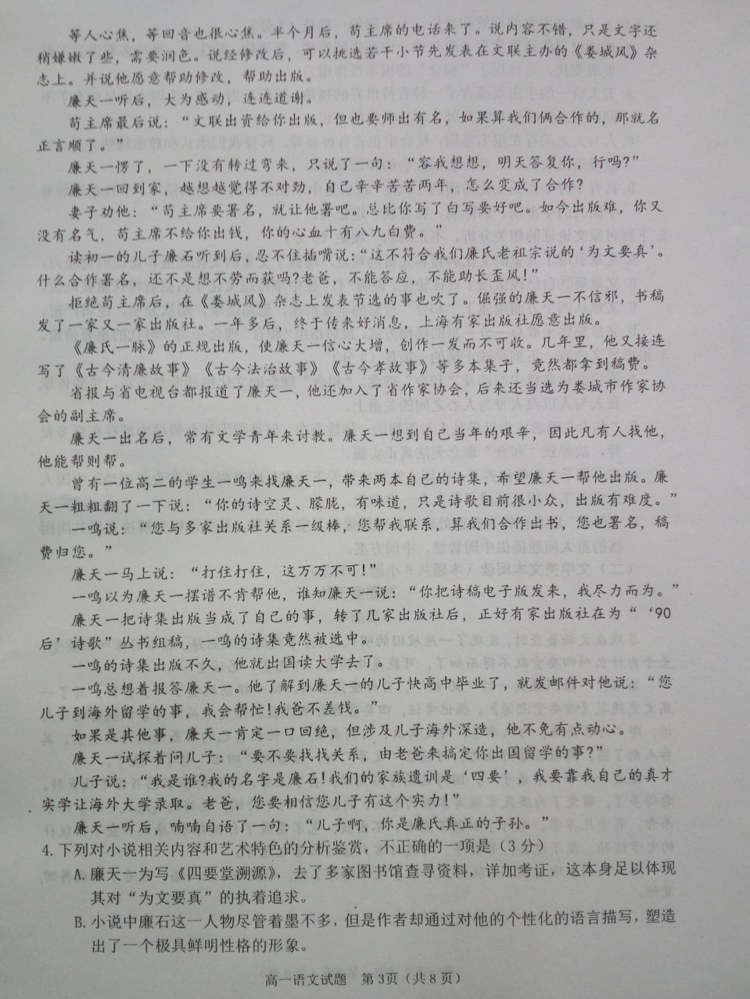 等人心焦，等回音也很心焦。半个月后，苟主席的电话来了。说内容不错，只是文字还
稍嫌嫩了些，需要润色。说经修改后，可以挑选若干小节先发表在文联主办的《娄城风》杂
志上。并说他愿意帮助修改，帮助出版。
廉天一听后，大为感动，连连道谢。
苟主席最后说：“文联出资给你出版，但也要师出有名，如果算我们俩合作的，那就名
正言顺了。”
廉天一愣了，一下没有转过弯来，只说了一句：“容我想想，明天答复你，行吗?”
廉天一回到家，越想越觉得不对劲，自己辛辛苦苦两年，怎么变成了合作?
妻子劝他：“苟主席要署名，就让他署吧。总比你写了白写要好吧。如今出版难，你又
没有名气，苟主席不给你出钱，你的心血十有八九白费。”
读初一的儿子廉石听到后，忍不住插嘴说：“这不符合我们廉氏老祖宗说的‘为文要真’。
什么合作署名，还不是想不劳而获吗?老爸，不能答应，不能助长歪风!”
拒绝苟主席后，在《娄城风》杂志上发表节选的事也吹了。倔强的廉天一不信邪，书稿
发了一家又一家出版社。一年多后，终于传来好消息，上海有家出版社愿意出版。
《廉氏一脉》的正规出版，使廉天一信心大增，创作一发而不可收。几年里，他又接连
写了《古今清廉故事》《古今法治故事》《古今孝故事》等多本集子，竟然都拿到稿费。
省报与省电视台都报道了廉天一，他还加入了省作家协会，后来还当选为娄城市作家协
会的副主席。
廉天一出名后，常有文学青年来讨教。廉天一想到自己当年的艰辛，因此凡有人找他，
他能帮则帮。
曾有一位高二的学生一鸣来找廉天一，带来两本自己的诗集，希望廉天一帮他出版。廉
天一粗粗翻了一下说：“你的诗空灵、朦胧，有味道，只是诗歌目前很小众，出版有难度。”
一鸣说：“您与多家出版社关系一级棒，您帮我联系，算我们合作出书，您也署名，稿
费归您。”
廉天一马上说：“打住打住，这万万不可!”
一鸣以为廉天一摆谱不肯帮他，谁知廉天一说：“你把诗稿电子版发来，我尽力而为。”
廉天一把诗集出版当成了自己的事，转了几家出版社后，正好有家出版社在为“‘90
后’诗歌”丛书组稿，一鸣的诗集竟然被选中。
一鸣的诗集出版不久，他就出国读大学去了。
一鸣总想着报答廉天一。他了解到廉天一的儿子快高中毕业了，就发邮件对他说：“您
儿子到海外留学的事，我会帮忙!我爸不差钱。”
如果是其他事，廉天一肯定一口回绝，但涉及儿子海外深造，他不免有点动心。
廉天一试探着问儿子：“要不要找找关系，由老爸来搞定你出国留学的事?”
儿子说：“我是谁?我的名字是廉石!我们的家族遗训是‘四要’，我要靠我自己的真才
实学让海外大学录取。老爸，您要相信您儿子有这个实力!”
廉天一听后，喃喃自语了一句：“儿子啊，你是廉氏真正的子孙。”
4.下列对小说相关内容和艺术特色的分析鉴赏，不正确的一项是（3分）
A.廉天一为写《四要堂溯源》，去了多家图书馆查寻资料，详加考证，这本身足以体现
其对“为文要真”的执着追求。
B.小说中廉石这一人物尽管着墨不多，但是作者却通过对他的个性化的语言描写，塑造
出了一个极具鲜明性格的形象。
高一语文试题 第3页（共8页）